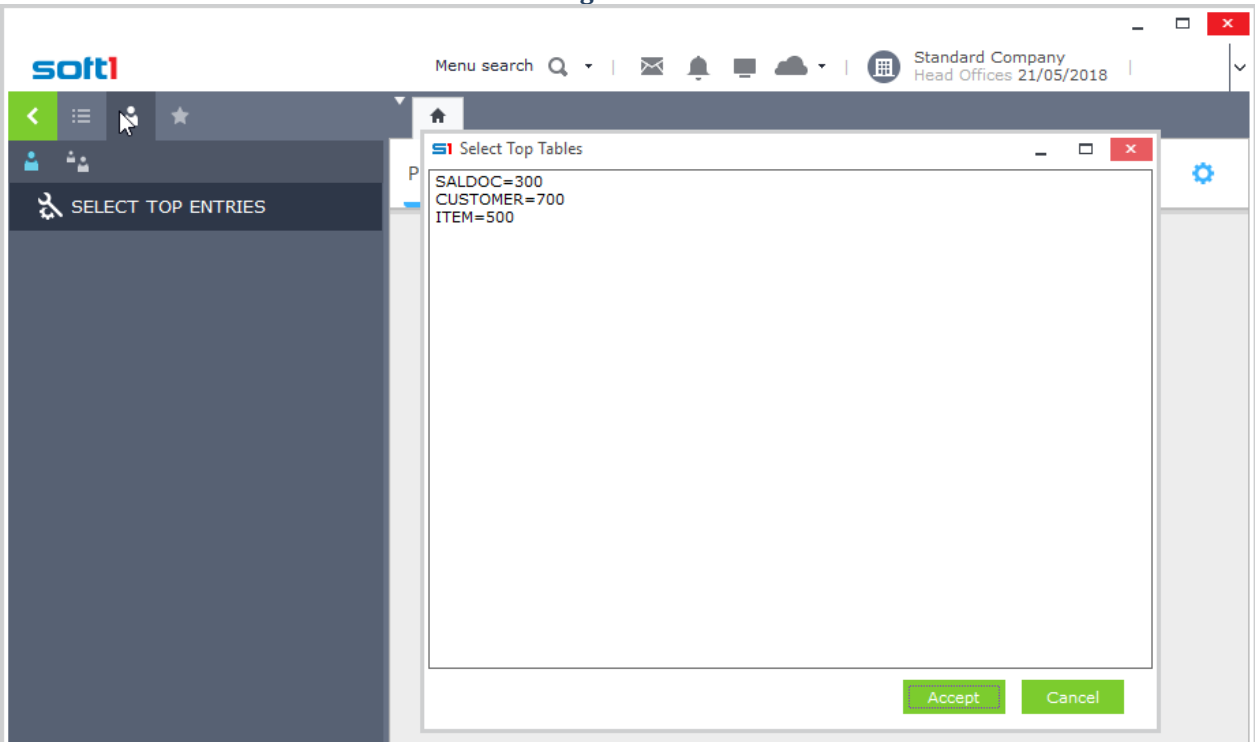 soft1
Menu search
Standard Company
Head Offices 21/05/2018
S1 Select Top Tables
P
SELECT TOP ENTRIES
SALDOC=300
CUSTOMER=700
ITEM=500
Accept
Cancel